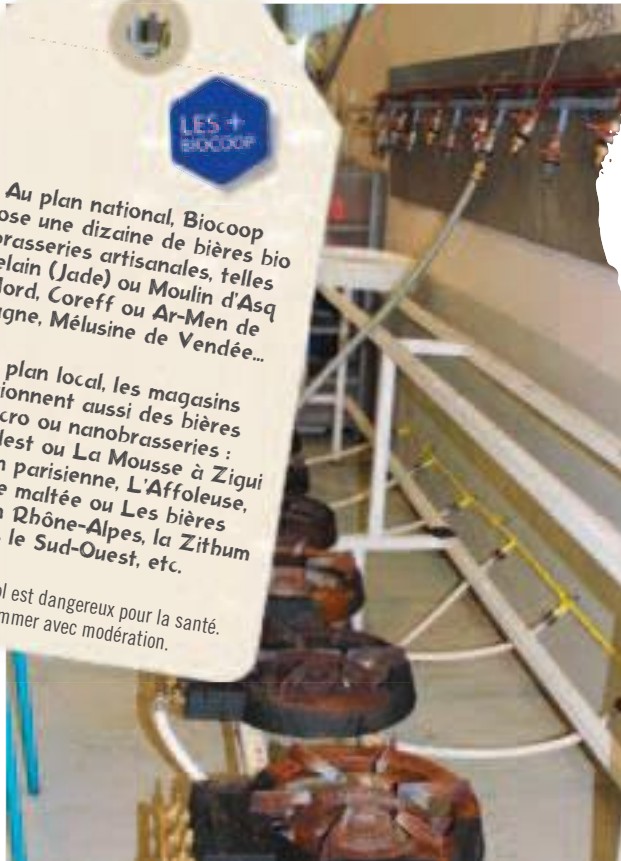 LES +
BIOCOOP
Au plan national, Biocoop
ose une dizaine de bières bio
brasseries artisanales, telles
elain (Jade) ou Moulin d'Asq
Nord, Coreff ou Ar-Men de
agne, Mélusine de Vendée...
plan local, les magasins
ionnent aussi des bières
cro ou nanobrasseries :
lest ou La Mousse à Zigui
n parisienne, L'Affoleuse,
e maltée ou Les bières
n Rhône-Alpes, la Zithum
le Sud-Ouest, etc.
ol est dangereux pour la santé.
mmer avec modération.